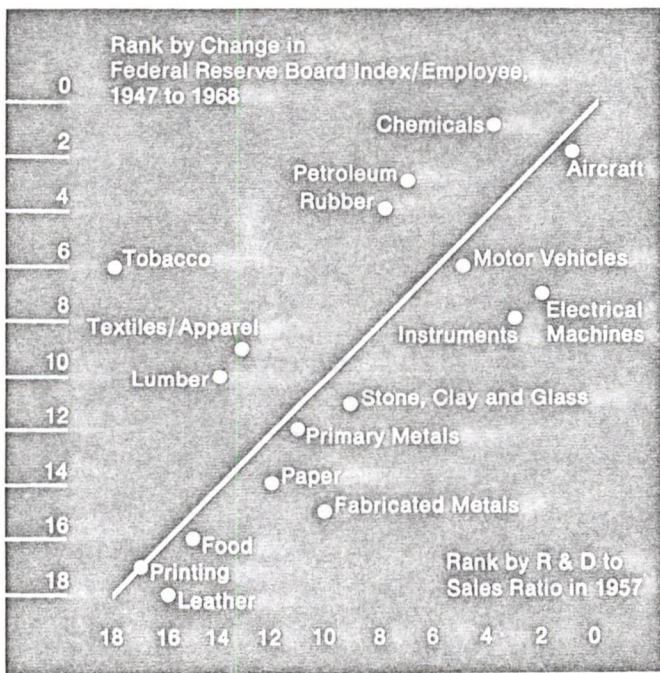 Rank by Change in
Federal Reserve Board Index/Employee,
1947 to 1968
0
2
4
6
8
10
12
14
16
18
Chemicals
Aircraft
Petroleum
Rubber
Tobacco
Motor Vehicles
Electrical
Machines
Textiles/Apparel
Instruments
Lumber
Stone, Clay and Glass
Primary Metals
Paper
Fabricated Metals
Food
Printing
Leather
Rank by R & D to
Sales Ratio in 1957
18 16 14 12 10 8 6 4 2 0